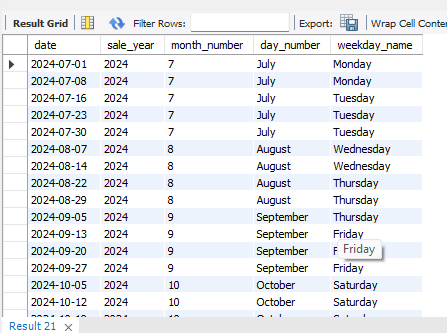 Result Grid Filter Rows: Export: Wrap Cell Conter
date sale_year month_number day_number weekday_name
2024-07-01 2024 7 July Monday
2024-07-08 2024 7 July Monday
2024-07-16 2024 7 July Tuesday
2024-07-23 2024 7 July Tuesday
2024-07-30 2024 7 July Tuesday
2024-08-07 2024 8 August Wednesday
2024-08-14 2024 8 August Wednesday
2024-08-22 2024 8 August Thursday
2024-08-29 2024 8 August Thursday
2024-09-05 2024 9 September Thursday
2024-09-13 2024 9 September Friday
2024-09-20 2024 9 September Friday
2024-09-27 2024 9 September Friday
2024-10-05 2024 10 October Saturday
2024-10-12 2024 10 October Saturday
Result 21